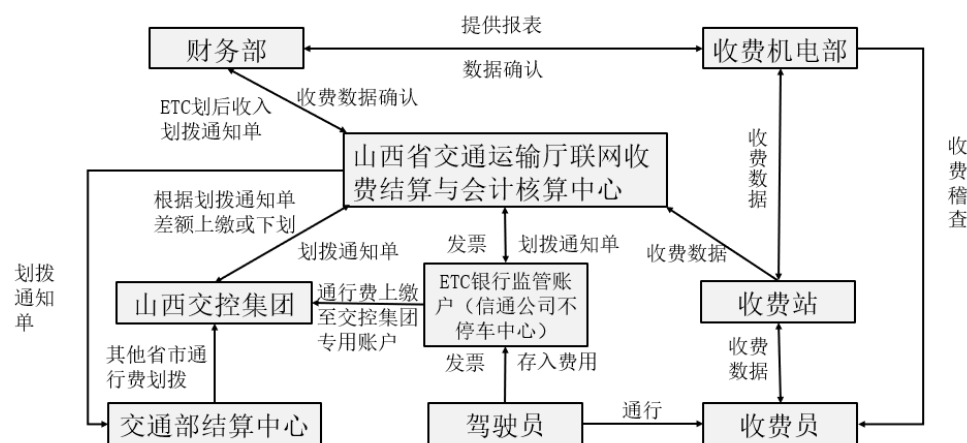 提供报表
财务部
收费机电部
数据确认
ETC划后收入
划拨通知单
收费数据确认
山西省交通运输厅联网收
费结算与会计核算中心
收费数据
收费稽查
根据划拨通知单
差额上缴或下划
划拨通知单
发票
划拨通知单
收费数据
划拨
通知
单
山西交控集团
通行费上缴
至交控集团
专用账户
ETC银行监管账
户（信通公司不
停车中心）
收费站
其他省市通
行费划拨
发票
存入费用
收费
数据
交通部结算中心
驾驶员
通行
收费员